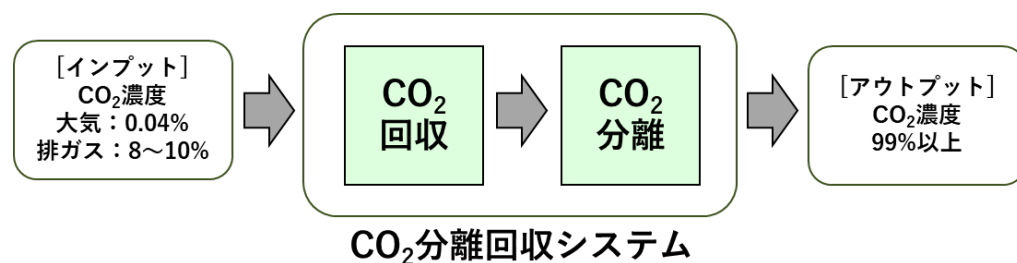 [インプット]
CO₂濃度
大気：0.04%
排ガス：8～10%
CO₂
回収
CO₂
分離
[アウトプット]
CO₂濃度
99%以上
CO₂分離回収システム